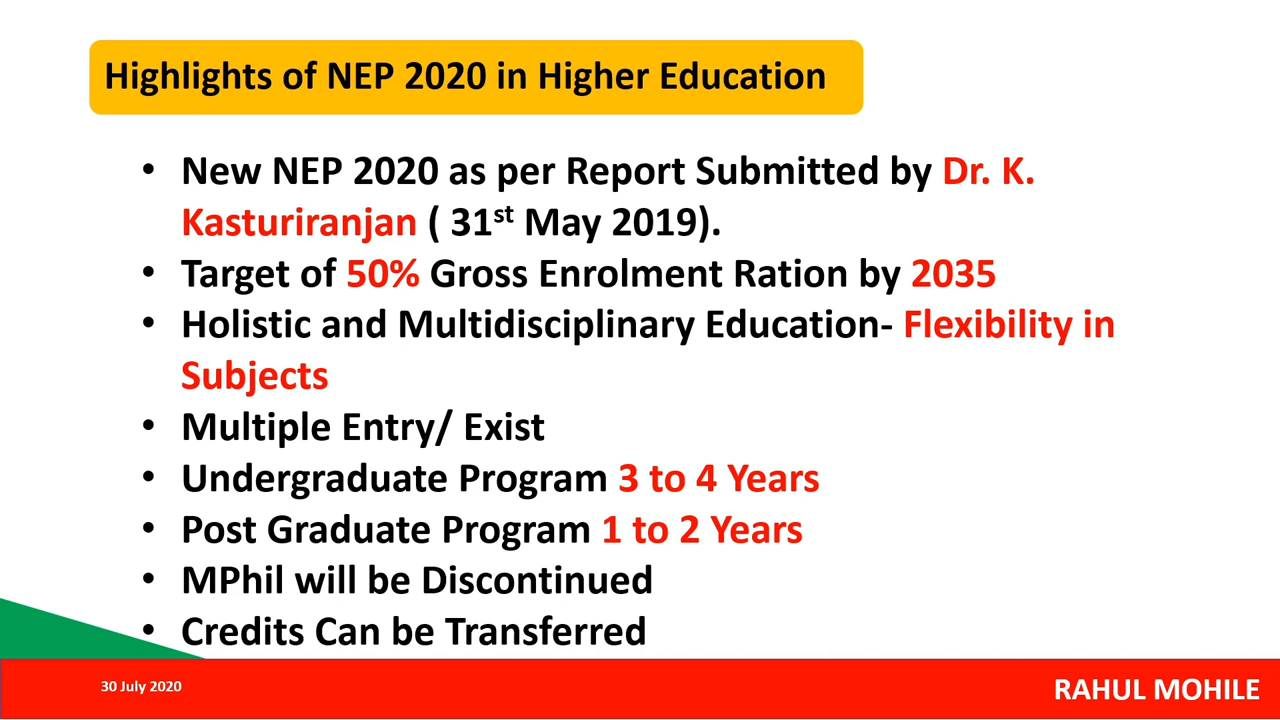 Highlights of NEP 2020 in Higher Education
• New NEP 2020 as per Report Submitted by Dr. K.
Kasturiranjan ( 31st May 2019).
• Target of 50% Gross Enrolment Ration by 2035
• Holistic and Multidisciplinary Education- Flexibility in
Subjects
• Multiple Entry/ Exist
• Undergraduate Program 3 to 4 Years
• Post Graduate Program 1 to 2 Years
• MPhil will be Discontinued
• Credits Can be Transferred
30 July 2020
RAHUL MOHILE